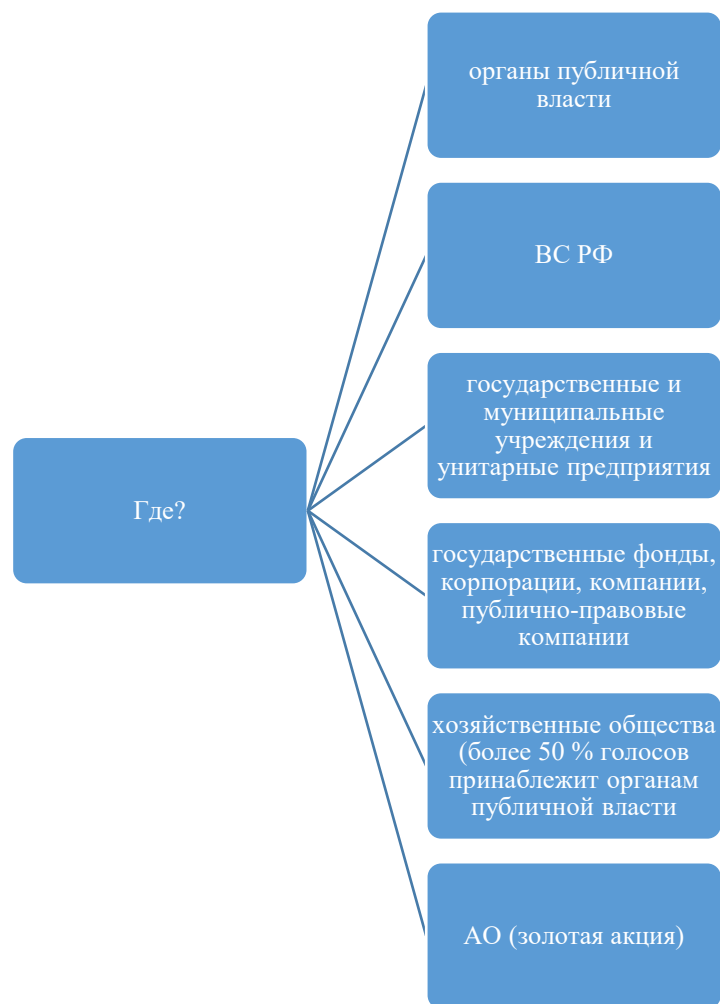 органы публичной
власти
ВС РФ
государственные и
муниципальные
учреждения и
унитарные предприятия
Где?
государственные фонды,
корпорации, компании,
публично-правовые
компании
хозяйственные общества
(более 50 % голосов
принаблежит органам
публичной власти
АО (золотая акция)